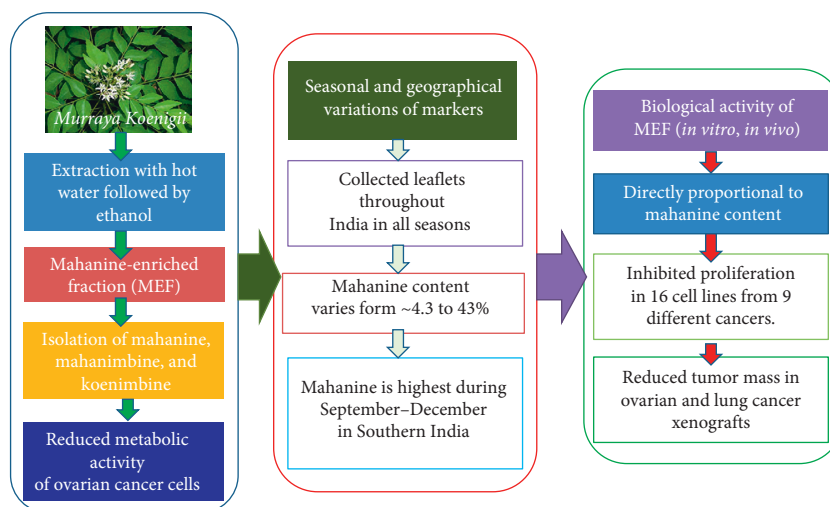 Murraya Koenigii
Extraction with hot
water followed by
ethanol
Mahanine-enriched
fraction (MEF)
Isolation of mahanine,
mahanimbine, and
koenimbine
Reduced metabolic
activity
of ovarian cancer cells
Seasonal and geographical
variations of markers
Collected leaflets
throughout
India in all seasons
Mahanine content
varies form ~4.3 to 43%
Mahanine is highest during
September–December
in Southern India
Biological activity of
MEF (in vitro, in vivo)
Directly proportional to
mahanine content
Inhibited proliferation
in 16 cell lines from 9
different cancers.
Reduced tumor mass in
ovarian and lung cancer
xenografts